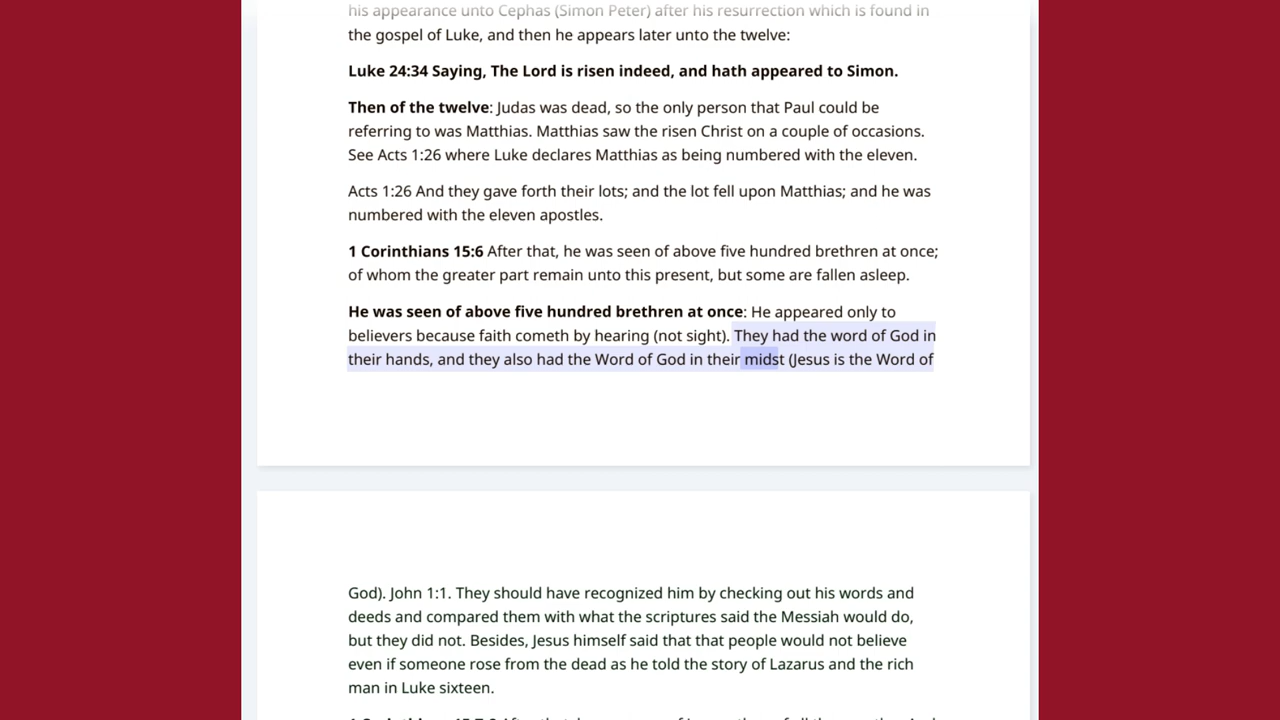 his appearance unto Cephas (Simon Peter) after his resurrection which is found in
the gospel of Luke, and then he appears later unto the twelve:
Luke 24:34 Saying, The Lord is risen indeed, and hath appeared to Simon.
Then of the twelve: Judas was dead, so the only person that Paul could be
referring to was Matthias. Matthias saw the risen Christ on a couple of occasions.
See Acts 1:26 where Luke declares Matthias as being numbered with the eleven.
Acts 1:26 And they gave forth their lots; and the lot fell upon Matthias; and he was
numbered with the eleven apostles.
1 Corinthians 15:6 After that, he was seen of above five hundred brethren at once;
of whom the greater part remain unto this present, but some are fallen asleep.
He was seen of above five hundred brethren at once: He appeared only to
believers because faith cometh by hearing (not sight). They had the word of God in
their hands, and they also had the Word of God in their midst (Jesus is the Word of
God). John 1:1. They should have recognized him by checking out his words and
deeds and compared them with what the scriptures said the Messiah would do,
but they did not. Besides, Jesus himself said that that people would not believe
even if someone rose from the dead as he told the story of Lazarus and the rich
man in Luke sixteen.